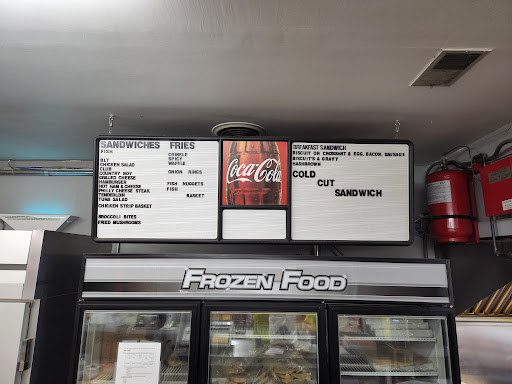 SANDWICHES FRIES
FISH CRINKLE
SPICY
BLT WAFFLE
CHICKEN SALAD
CLUB ONION RINGS
COUNTRY BOY
GRILLED CHEESE
HAMBURGER FISH NUGGETS
HOT HAM & CHEESE FISH
PHILLY CHEESE STEAK BASKET
TENDERLOIN
TUNA SALAD
CHICKEN STRIP BASKET
BROCCOLI BITES
FRIED MUSHROOMS
Coca-Cola
BREAKFAST SANDWICH
BISCUIT OR CROISSANT & EGG, BACON, SAUSAGE
BISCUIT'S & GRAVY
HASHBROWN
COLD
CUT
SANDWICH
FROZEN FOOD